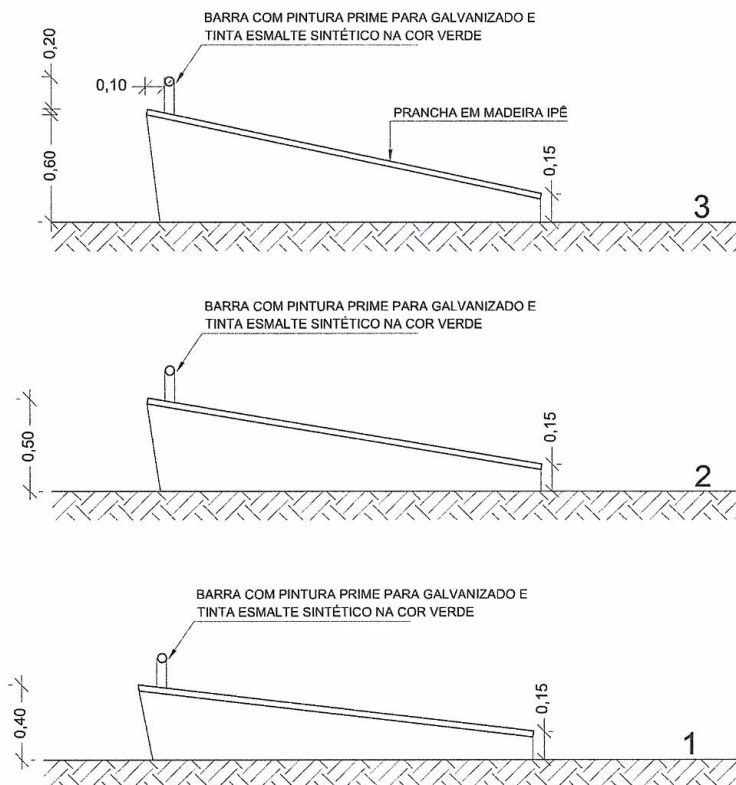 BARRA COM PINTURA PRIME PARA GALVANIZADO E
TINTA ESMALTE SINTÉTICO NA COR VERDE
0,20
0,10
PRANCHA EM MADEIRA IPÊ
0,60
0,15
3
BARRA COM PINTURA PRIME PARA GALVANIZADO E
TINTA ESMALTE SINTÉTICO NA COR VERDE
0,50
0,15
2
BARRA COM PINTURA PRIME PARA GALVANIZADO E
TINTA ESMALTE SINTÉTICO NA COR VERDE
0,40
0,15
1